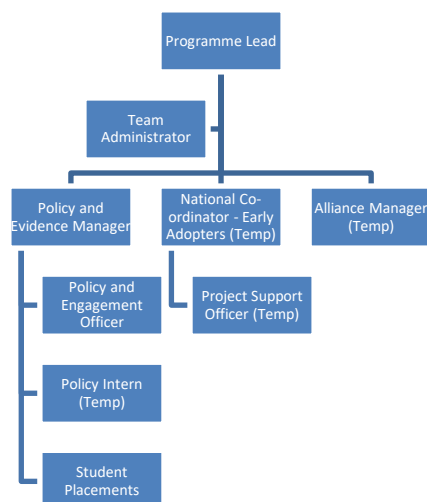 Programme Lead
Team
Administrator
Policy and
Evidence Manager
National Co-
ordinator - Early
Adopters (Temp)
Alliance Manager
(Temp)
Policy and
Engagement
Officer
Project Support
Officer (Temp)
Policy Intern
(Temp)
Student
Placements